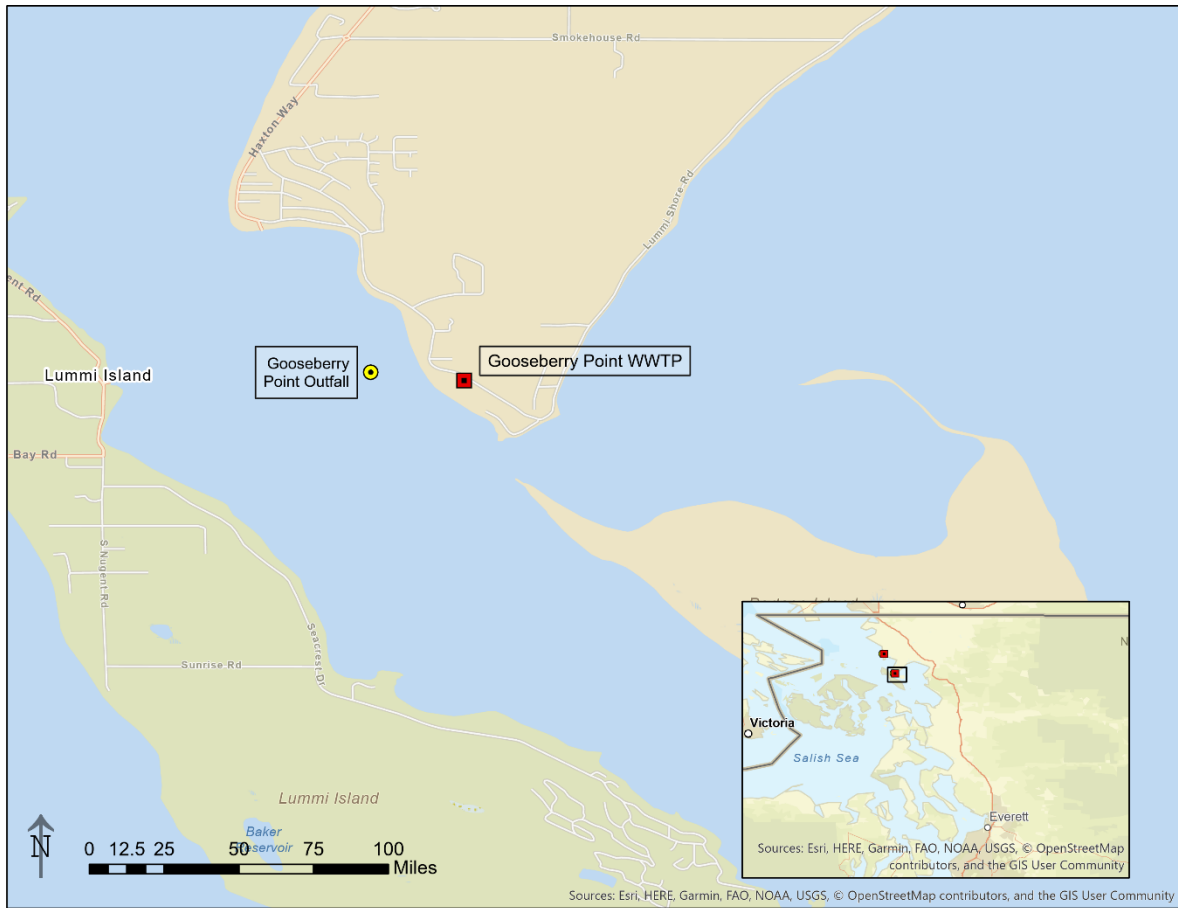 Smokehouse Rd
Haxton Way
Lummi Shore Rd
ent Rd
Lummi Island
Gooseberry
Point Outfall
Gooseberry Point WWTP
Bay Rd
S Nugent Rd
Seacrest Dr
Sunrise Rd
Lummi Island
Baker
Reservoir
N
0 12.5 25 50 75 100
Miles
N
Victoria
Salish Sea
Everett
Sources: Esri, HERE, Garmin, FAO, NOAA, USGS, © OpenStreetMap
contributors, and the GIS User Community
Sources: Esri, HERE, Garmin, FAO, NOAA, USGS, © OpenStreetMap contributors, and the GIS User Community